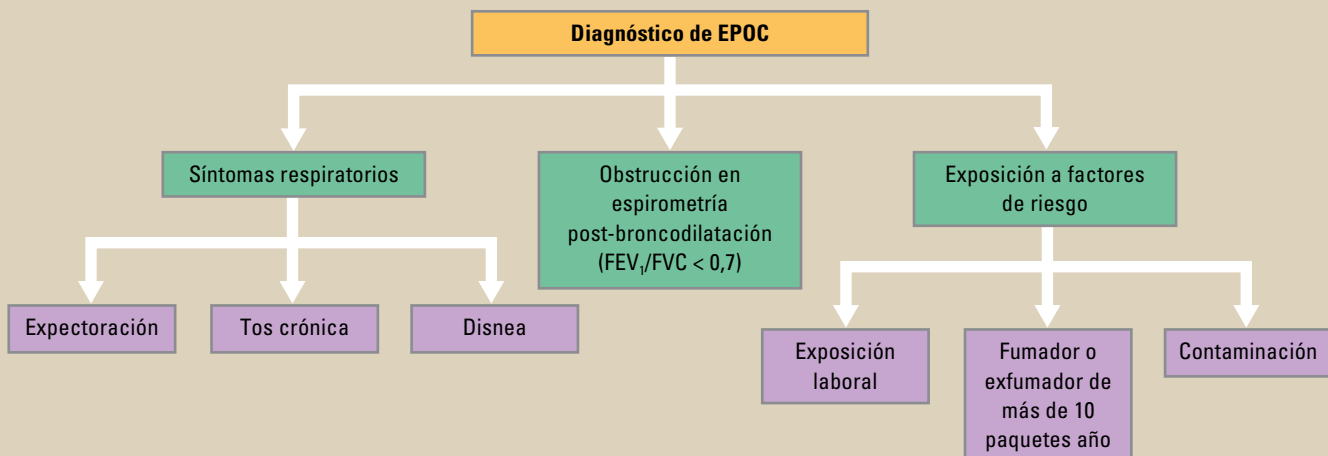 Diagnóstico de EPOC
Síntomas respiratorios
Obstrucción en
espirometría
post-broncodilatación
(FEV₁/FVC < 0,7)
Exposición a factores
de riesgo
Expectoración
Tos crónica
Disnea
Exposición
laboral
Fumador o
exfumador de
más de 10
paquetes año
Contaminación